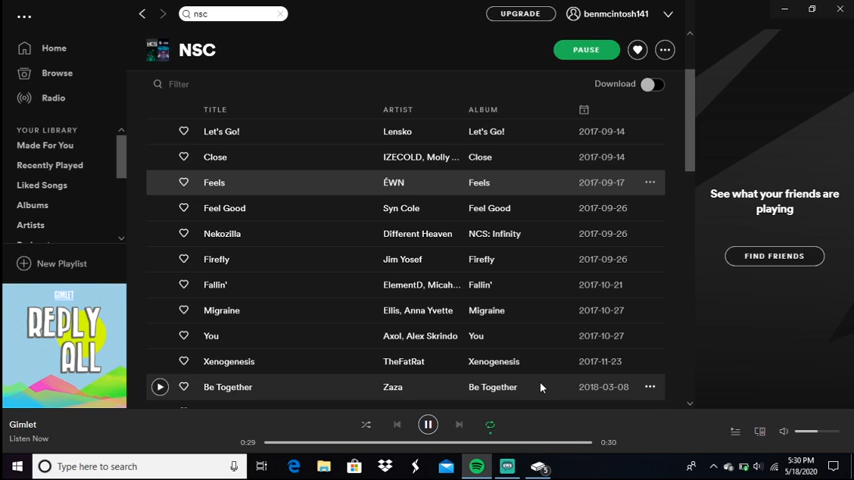 nsc
UPGRADE
benmcintosh141
Home
Browse
Radio
YOUR LIBRARY
Made For You
Recently Played
Liked Songs
Albums
Artists
New Playlist
GIMLET
REPLY
ALL
NSC
PAUSE
Filter
Download
TITLE ARTIST ALBUM
Let's Go! Lensko Let's Go! 2017-09-14
Close IZECOLD, Molly ... Close 2017-09-14
Feels ÉWN Feels 2017-09-17
Feel Good Syn Cole Feel Good 2017-09-26
Nekozilla Different Heaven NCS: Infinity 2017-09-26
Firefly Jim Yosef Firefly 2017-09-26
Fallin' ElementD, Micah... Fallin' 2017-10-21
Migraine Ellis, Anna Yvette Migraine 2017-10-27
You Axol, Alex Skrindo You 2017-10-27
Xenogenesis TheFatRat Xenogenesis 2017-11-23
Be Together Zaza Be Together 2018-03-08
See what your friends are
playing
FIND FRIENDS
Gimlet
Listen Now
0:29
0:30
Type here to search
5
5:30 PM
5/18/2020